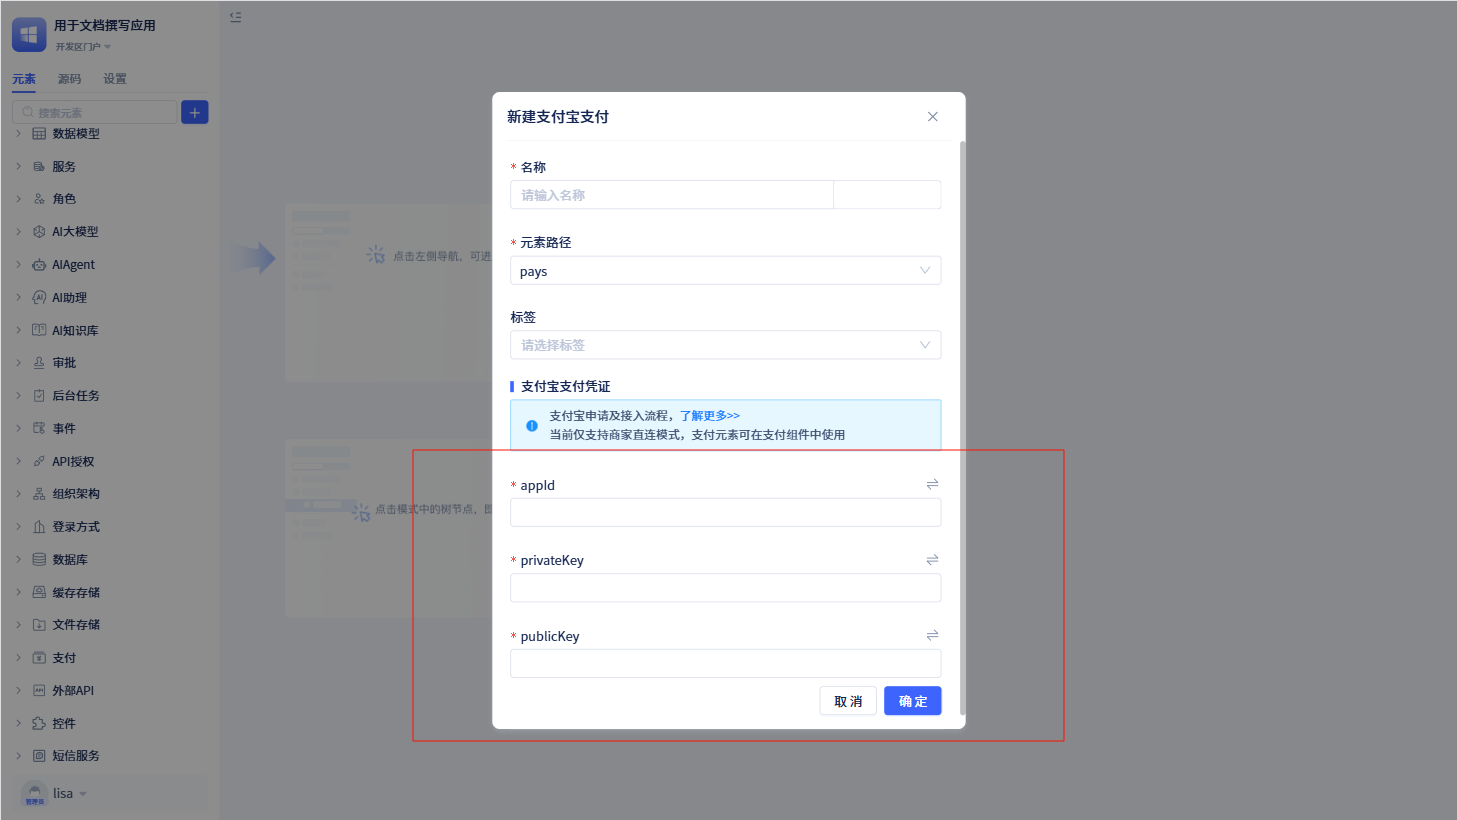 用于文档撰写应用
开发区门户
元素 源码 设置
搜索元素
数据模型
服务
角色
AI大模型
AIAgent
AI助理
AI知识库
审批
后台任务
事件
API授权
组织架构
登录方式
数据库
缓存存储
文件存储
支付
外部API
控件
短信服务
管理员
lisa
点击左侧导航，可进
点击模式中的树节点，即
新建支付宝支付
* 名称
请输入名称
* 元素路径
pays
标签
请选择标签
支付宝支付凭证
支付宝申请及接入流程，了解更多>>
当前仅支持商家直连模式，支付元素可在支付组件中使用
* appId
* privateKey
* publicKey
取 消 确 定